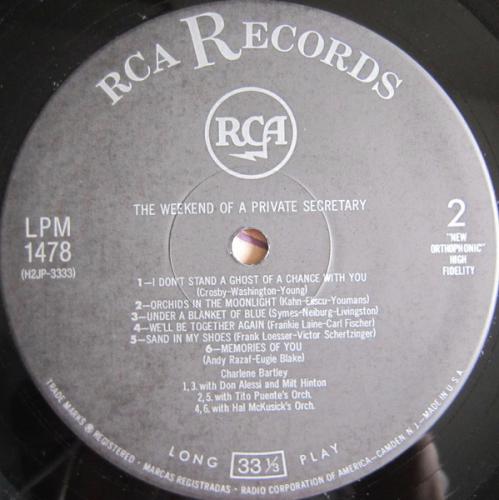 RCA RECORDS
RCA
THE WEEKEND OF A PRIVATE SECRETARY
LPM
1478
(H2JP-3333)
2
"NEW
ORTHOPHONIC"
HIGH
FIDELITY
1—I DON'T STAND A GHOST OF A CHANCE WITH YOU
(Crosby-Washington-Young)
2—ORCHIDS IN THE MOONLIGHT (Kahn-Eliscu-Youmans)
3—UNDER A BLANKET OF BLUE (Symes-Neiburg-Livingston)
4—WE'LL BE TOGETHER AGAIN (Frankie Laine-Carl Fischer)
5—SAND IN MY SHOES (Frank Loesser-Victor Schertzinger)
6—MEMORIES OF YOU
(Andy Razaf-Eugie Blake)
Charlene Bartley
1, 3. with Don Alessi and Milt Hinton
2, 5. with Tito Puente's Orch.
4, 6. with Hal McKusick's Orch.
LONG 33 1/3 PLAY
TRADE MARKS ® REGISTERED • MARCAS REGISTRADAS • RADIO CORPORATION OF AMERICA—CAMDEN N J—MADE IN U.S.A.